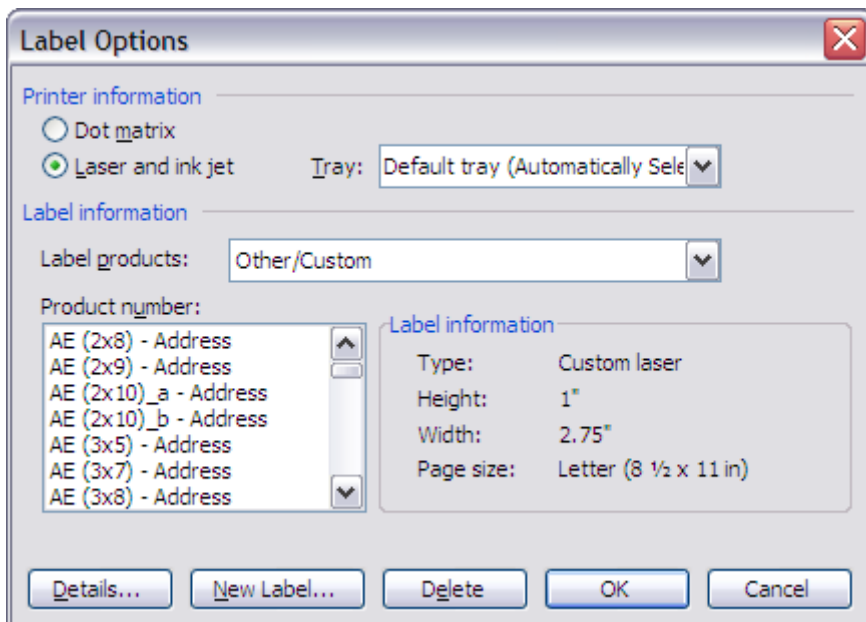 Label Options
Printer information
Dot matrix
Laser and ink jet Tray: Default tray (Automatically Sele
Label information
Label products: Other/Custom
Product number:
AE (2x8) - Address
AE (2x9) - Address
AE (2x10)_a - Address
AE (2x10)_b - Address
AE (3x5) - Address
AE (3x7) - Address
AE (3x8) - Address
Label information
Type: Custom laser
Height: 1"
Width: 2.75"
Page size: Letter (8 ½ x 11 in)
Details... New Label... Delete OK Cancel